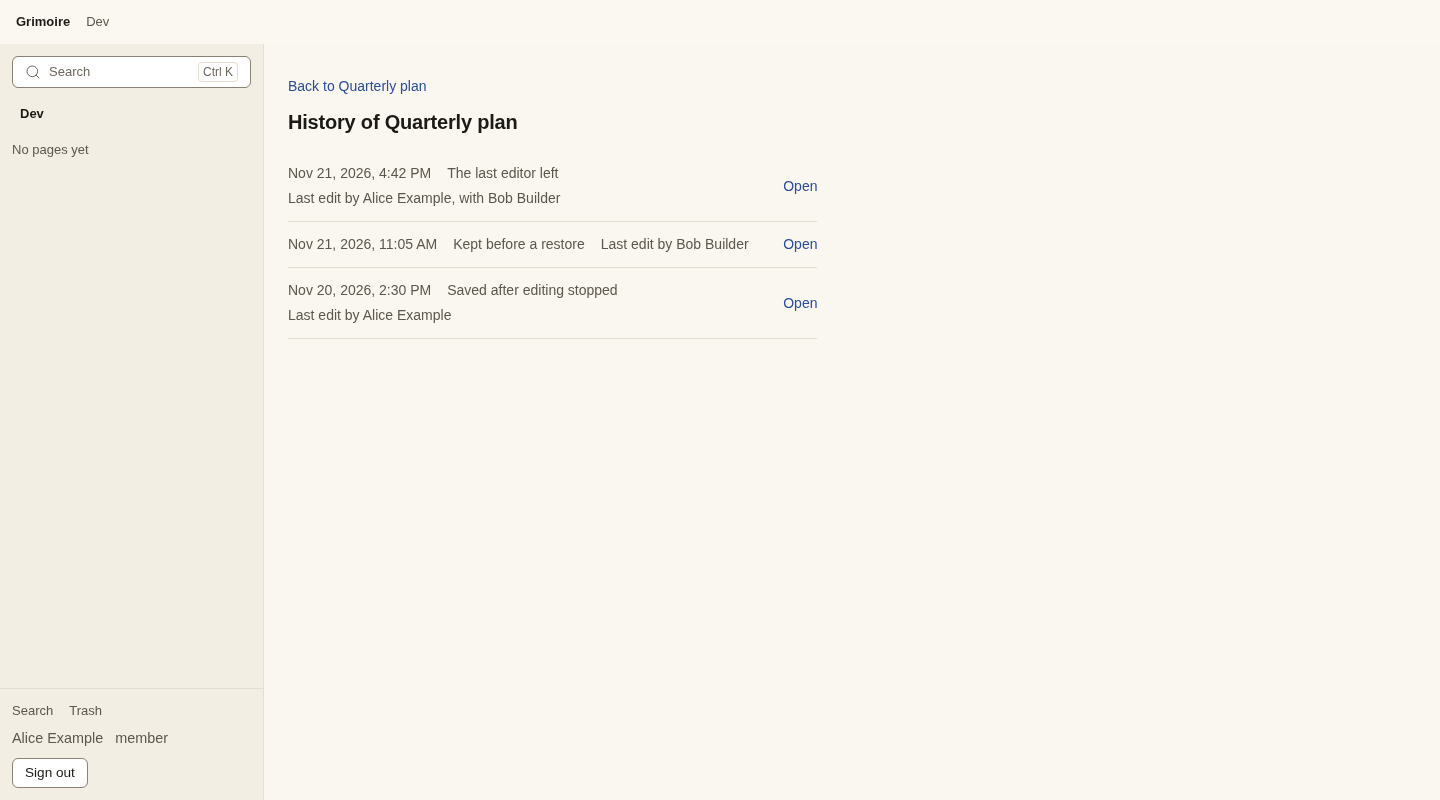 Grimoire Dev
Search Ctrl K
Dev
No pages yet
Back to Quarterly plan
History of Quarterly plan
Nov 21, 2026, 4:42 PM The last editor left
Last edit by Alice Example, with Bob Builder
Open
Nov 21, 2026, 11:05 AM Kept before a restore Last edit by Bob Builder Open
Nov 20, 2026, 2:30 PM Saved after editing stopped
Last edit by Alice Example
Open
Search Trash
Alice Example member
Sign out